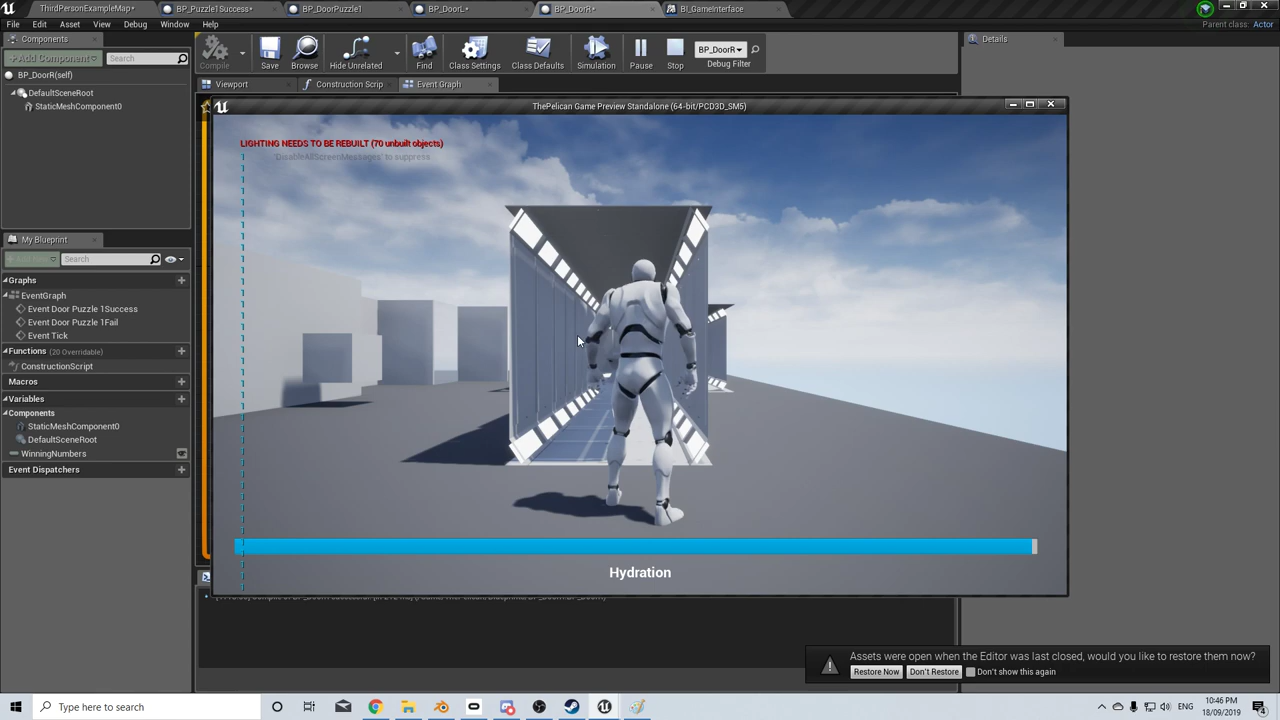 ThirdPersonExampleMap*
BP_Puzzle1Success*
BP_DoorPuzzle1
BP_DoorL*
BP_DoorR*
BI_GameInterface
File Edit Asset View Debug Window Help
Parent class: Actor
Components
+Add Component
Search
BP_DoorR(self)
DefaultSceneRoot
StaticMeshComponent0
Compile
Save
Browse
Hide Unrelated
Find
Class Settings
Class Defaults
Simulation
Pause
Stop
BP_DoorR
Debug Filter
Details
Viewport
Construction Scrip
Event Graph
ThePelican Game Preview Standalone (64-bit/PCD3D_SM5)
LIGHTING NEEDS TO BE REBUILT (70 unbuilt objects)
'DisableAllScreenMessages' to suppress
My Blueprint
+Add New
Search
Graphs
EventGraph
Event Door Puzzle 1Success
Event Door Puzzle 1Fail
Event Tick
Functions (20 Overridable)
ConstructionScript
Macros
Variables
Components
StaticMeshComponent0
DefaultSceneRoot
WinningNumbers
Event Dispatchers
Hydration
Assets were open when the Editor was last closed, would you like to restore them now?
Restore Now
Don't Restore
Don't show this again
Type here to search
ENG
10:46 PM
18/09/2019
4